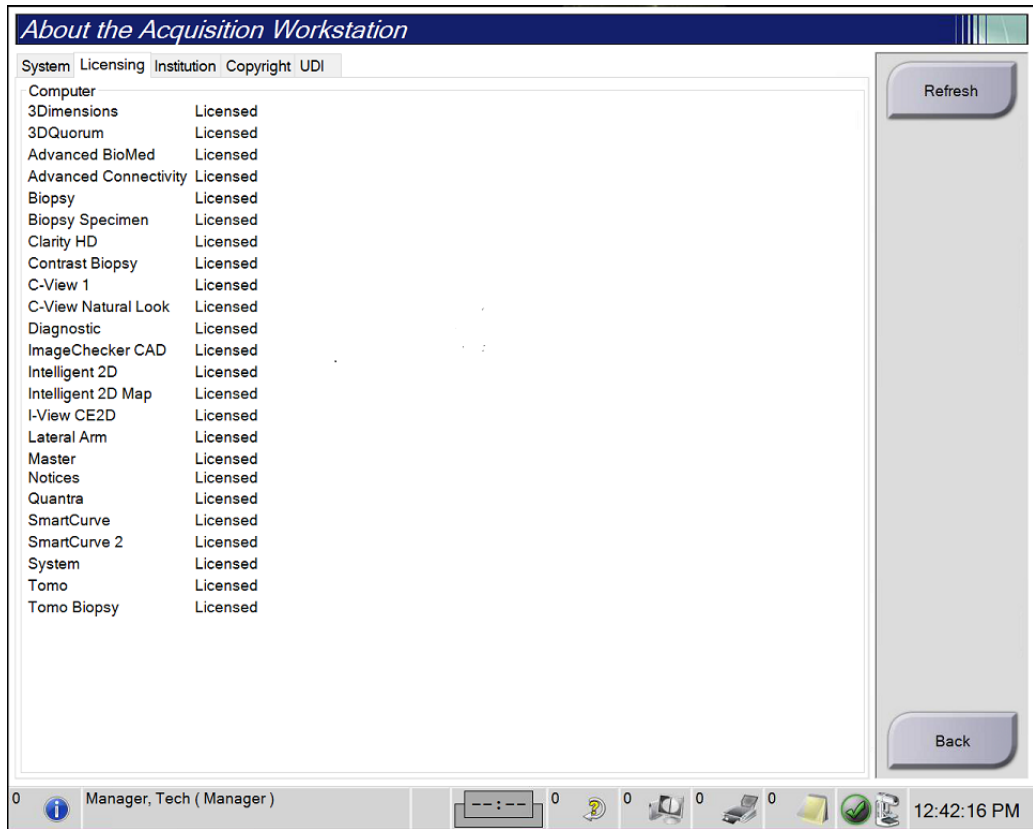 About the Acquisition Workstation
System Licensing Institution Copyright UDI
Refresh
Computer
3Dimensions Licensed
3DQuorum Licensed
Advanced BioMed Licensed
Advanced Connectivity Licensed
Biopsy Licensed
Biopsy Specimen Licensed
Clarity HD Licensed
Contrast Biopsy Licensed
C-View 1 Licensed
C-View Natural Look Licensed
Diagnostic Licensed
ImageChecker CAD Licensed
Intelligent 2D Licensed
Intelligent 2D Map Licensed
I-View CE2D Licensed
Lateral Arm Licensed
Master Licensed
Notices Licensed
Quantra Licensed
SmartCurve Licensed
SmartCurve 2 Licensed
System Licensed
Tomo Licensed
Tomo Biopsy Licensed
Back
0 Manager, Tech ( Manager ) --:-- 0 0 0 0 12:42:16 PM